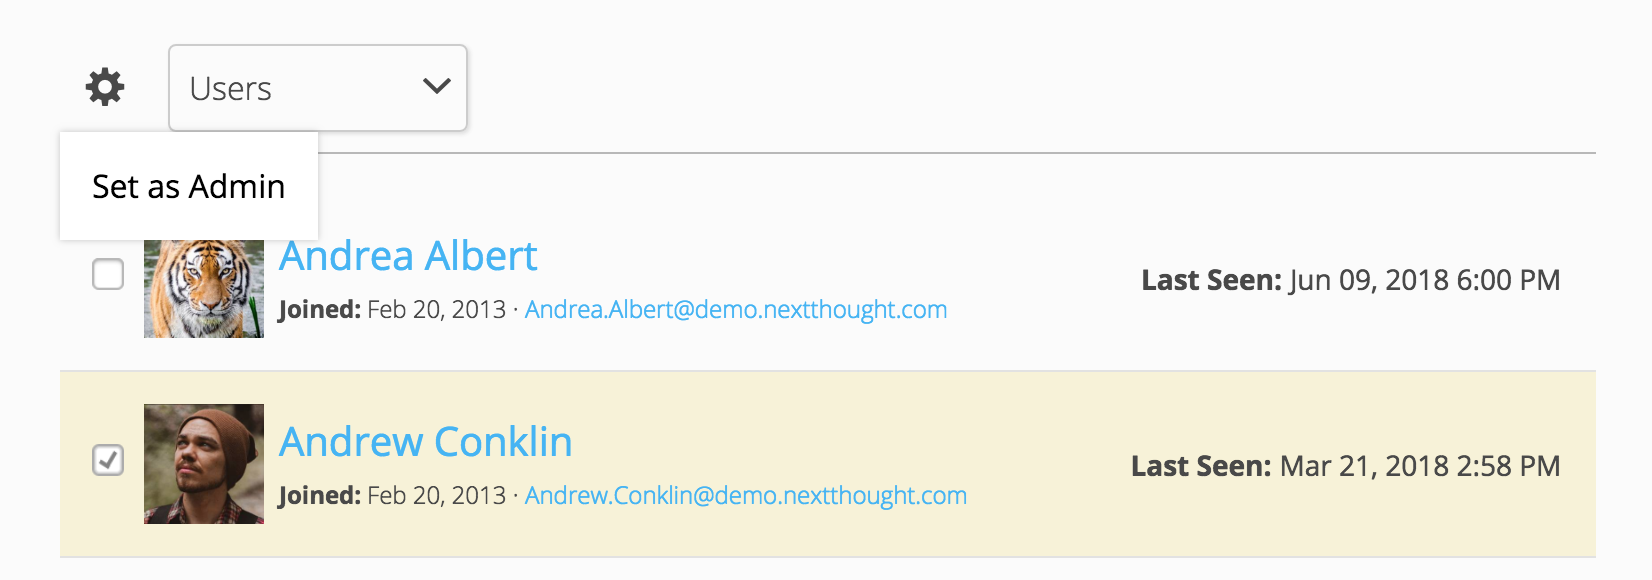 Users
Set as Admin
Andrea Albert
Joined: Feb 20, 2013 · Andrea.Albert@demo.nextthought.com
Last Seen: Jun 09, 2018 6:00 PM
Andrew Conklin
Joined: Feb 20, 2013 · Andrew.Conklin@demo.nextthought.com
Last Seen: Mar 21, 2018 2:58 PM